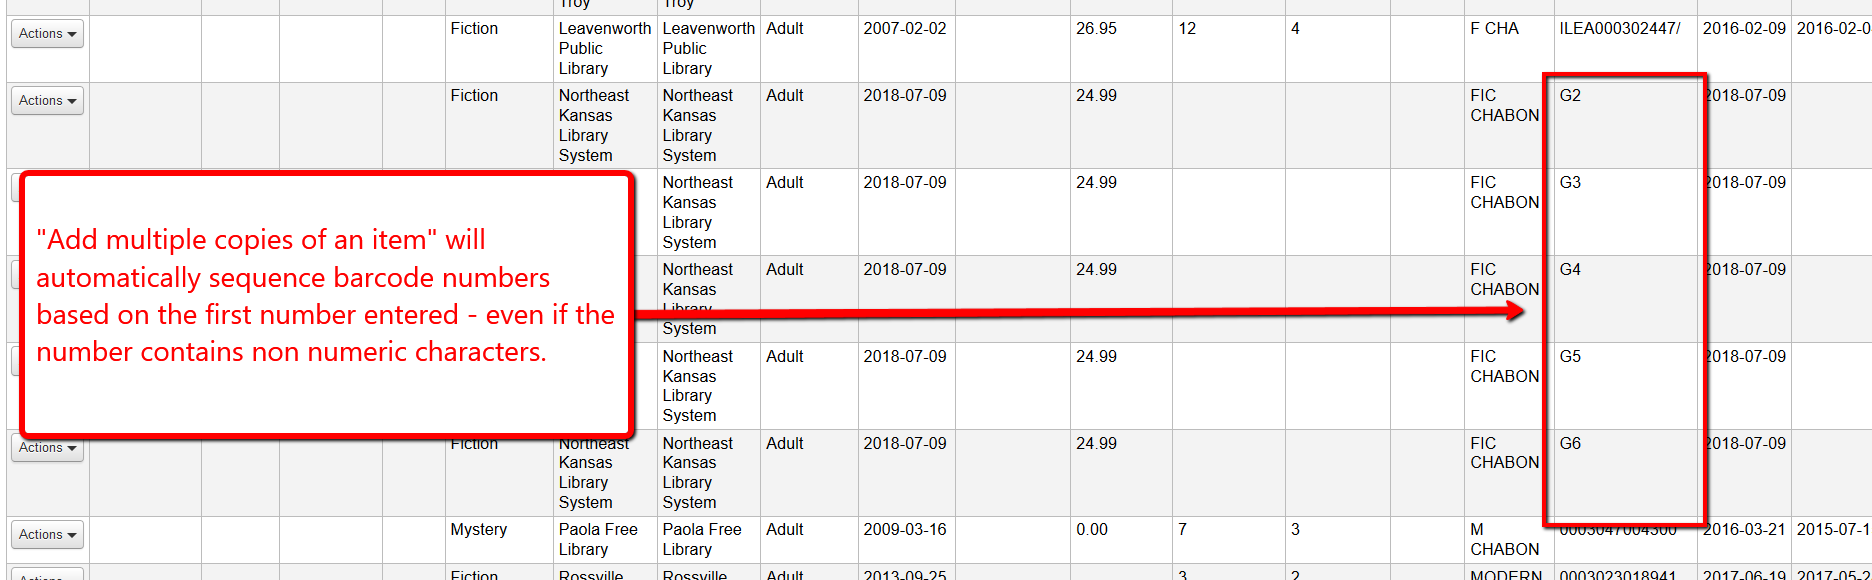 Troy Troy
Actions Fiction Leavenworth Leavenworth Adult 2007-02-02 26.95 12 4 F CHA ILEA000302447/ 2016-02-09 2016-02-0
Public Public
Library Library
Actions Fiction Northeast Northeast Adult 2018-07-09 24.99 FIC G2 2018-07-09
Kansas Kansas CHABON
Library Library
System System
Northeast Adult 2018-07-09 24.99 FIC G3 2018-07-09
Kansas CHABON
Library
System
"Add multiple copies of an item" will
automatically sequence barcode numbers
based on the first number entered - even if the
number contains non numeric characters.
Northeast Adult 2018-07-09 24.99 FIC G4 2018-07-09
Kansas CHABON
Library
System
Northeast Adult 2018-07-09 24.99 FIC G5 2018-07-09
Kansas CHABON
Library
System
Actions Fiction Northeast Northeast Adult 2018-07-09 24.99 FIC G6 2018-07-09
Kansas Kansas CHABON
Library Library
System System
Actions Mystery Paola Free Paola Free Adult 2009-03-16 0.00 7 3 M 0003047004300 2016-03-21 2015-07-1
Library Library CHABON
Actions Fiction Rossville Rossville Adult 2013-09-25 3 2 MODERN 0003023018941 2017-06-19 2017-05-2